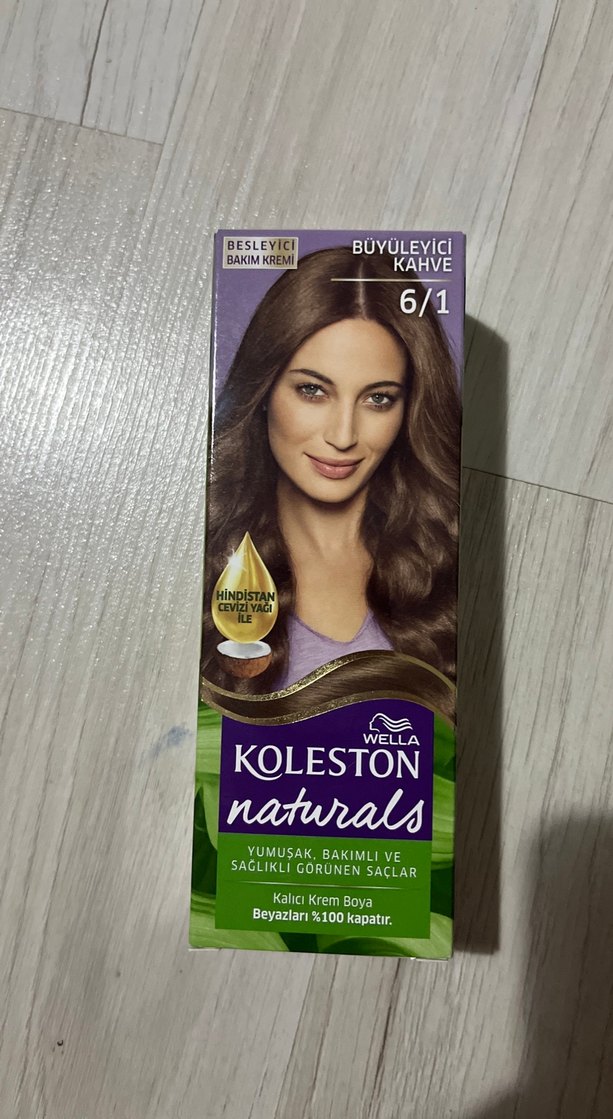 BESLEYİCİ
BAKIM KREMİ
BÜYÜLEYİCİ
KAHVE
6/1
HİNDİSTAN
CEVİZİ YAĞI
İLE
WELLA
KOLESTON
naturals
YUMUŞAK, BAKIMLI VE
SAĞLIKLI GÖRÜNEN SAÇLAR
Kalıcı Krem Boya
Beyazları %100 kapatır.